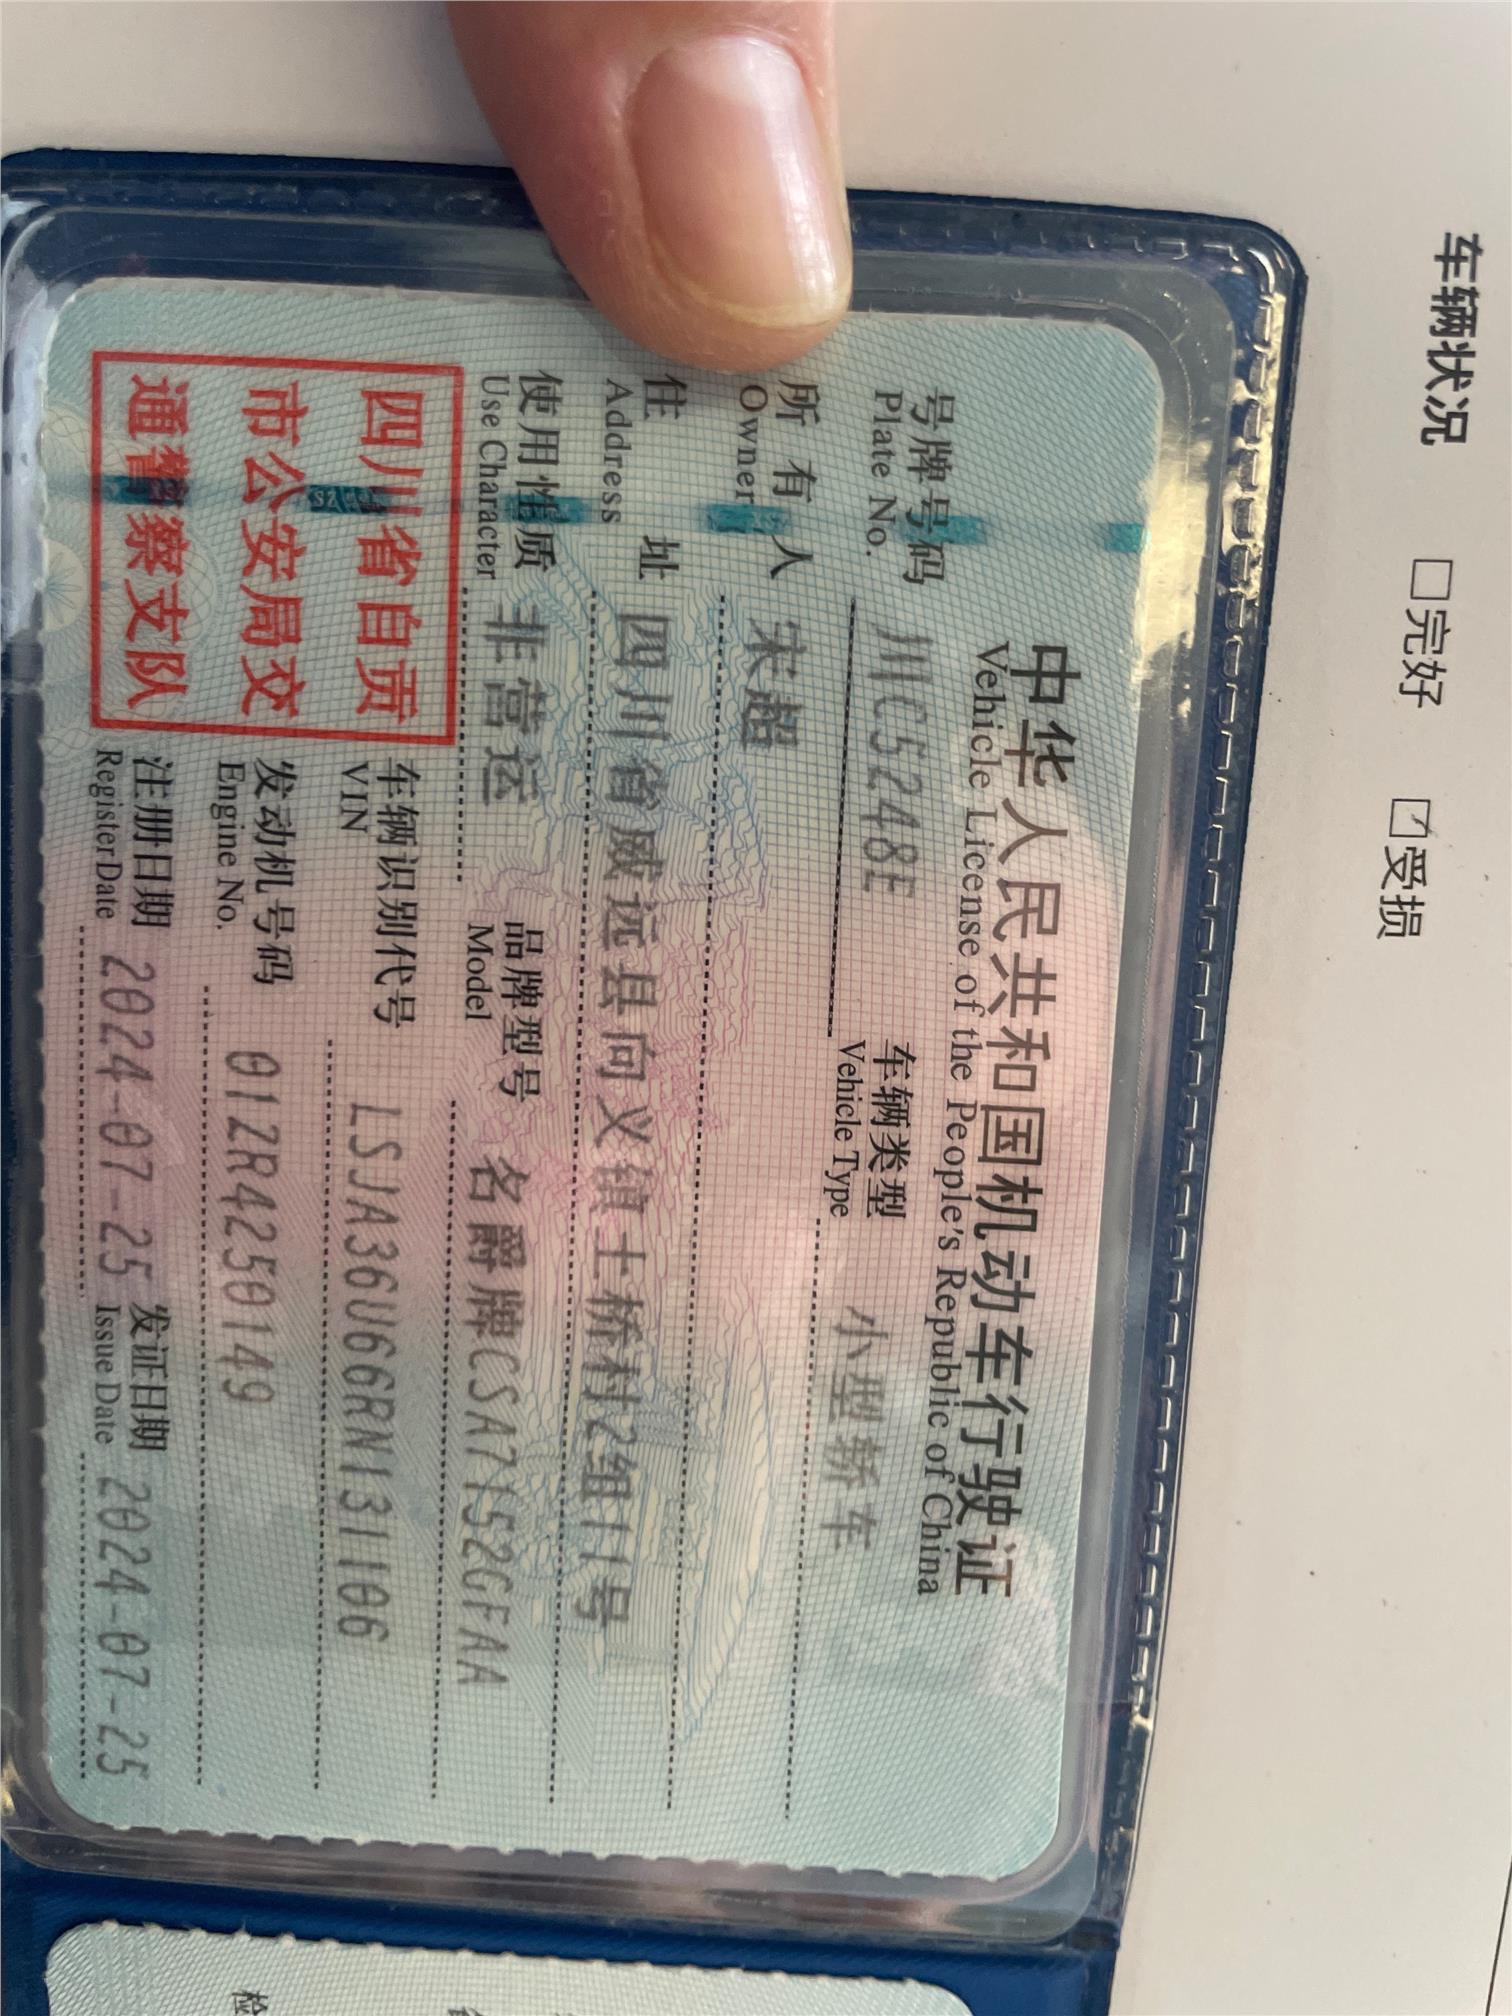 车辆状况 □完好 ☑受损
中华人民共和国机动车行驶证
Vehicle License of the People's Republic of China
号牌号码 川C5248E 车辆类型 小型轿车
Plate No. Vehicle Type
所有人 宋超
Owner
住址 四川省威远县向义镇土桥村2组11号
Address
使用性质 非营运 品牌型号 名爵牌CSA7152GFAA
Use Character Model
四川省自贡
市公安局交
通警察支队
车辆识别代号 LSJA36U66RN131106
VIN
发动机号码 012R4250149
Engine No.
注册日期 2024-07-25 发证日期 2024-07-25
Register Date Issue Date
检